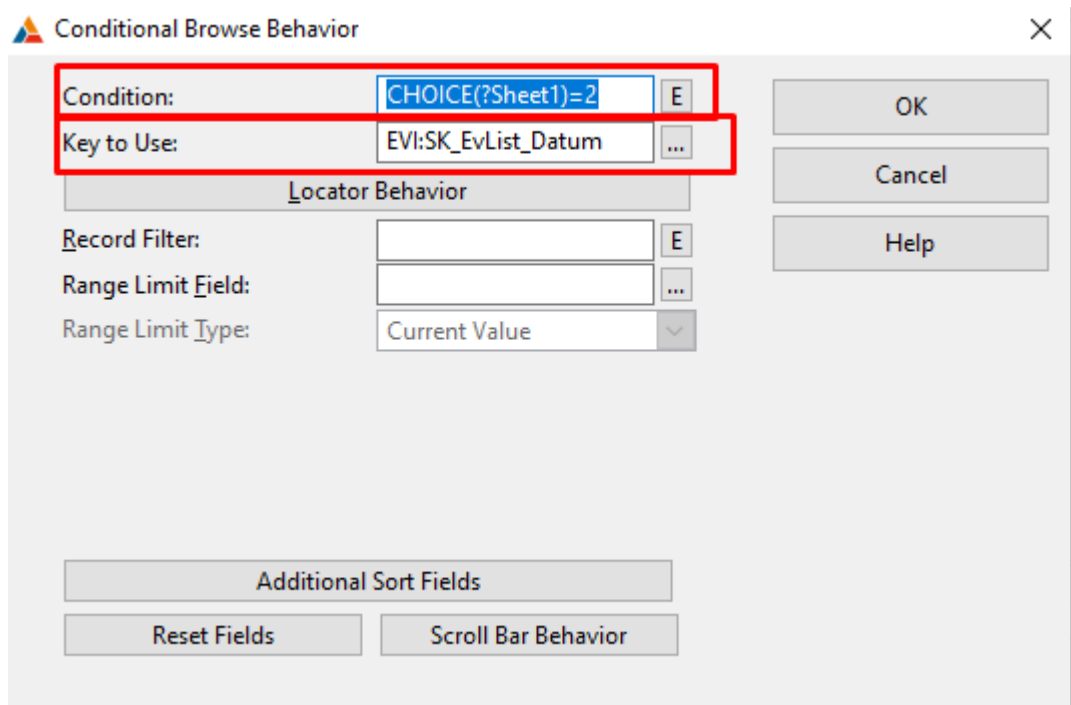 Conditional Browse Behavior
Condition: CHOICE(?Sheet1)=2 E OK
Key to Use: EVI:SK_EvList_Datum ...
Cancel
Locator Behavior
Record Filter: E Help
Range Limit Field: ...
Range Limit Type: Current Value
Additional Sort Fields
Reset Fields Scroll Bar Behavior